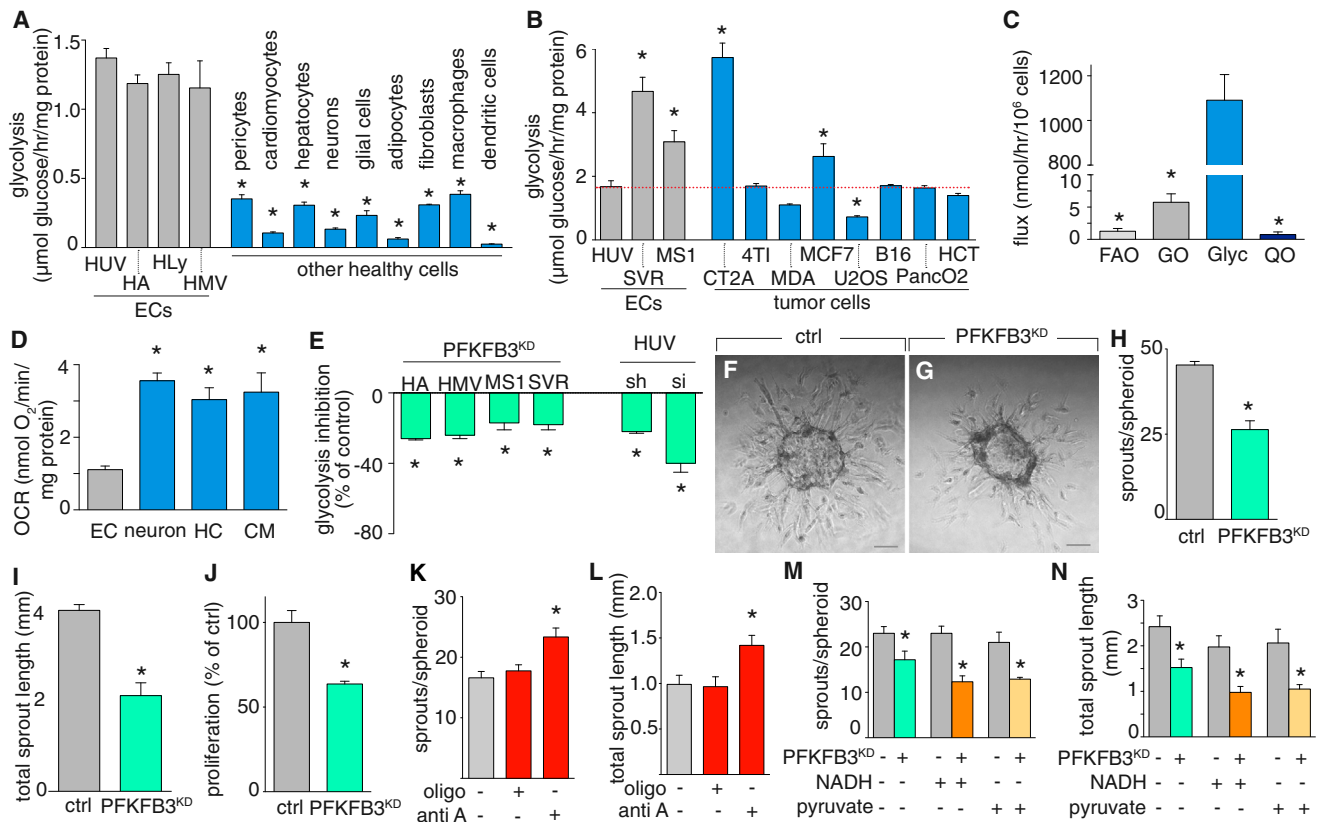 A
glycolysis
(µmol glucose/hr/mg protein)
1.5
1.0
0.5
0
pericytes
cardiomyocytes
hepatocytes
neurons
glial cells
adipocytes
fibroblasts
macrophages
dendritic cells
* * * * * * * * *
HUV HLy
HA HMV
ECs
other healthy cells
B
glycolysis
(µmol glucose/hr/mg protein)
6
4
2
0
* * * * *
HUV MS1 4TI MCF7 B16 HCT
SVR CT2A MDA U2OS PancO2
ECs
tumor cells
C
flux (nmol/hr/10⁶ cells)
1200
1000
800
10
5
0
* * *
FAO GO Glyc QO
D
OCR (nmol O₂/min/
mg protein)
4
3
2
1
0
* * *
EC neuron HC CM
E
glycolysis inhibition
(% of control)
PFKFB3ᴷᴰ HUV
HA HMV MS1 SVR sh si
0
-40
-80
* * * * * *
ctrl PFKFB3ᴷᴰ
F G
H
sprouts/spheroid
50
25
0
*
ctrl PFKFB3ᴷᴰ
I
total sprout length (mm)
4
2
0
*
ctrl PFKFB3ᴷᴰ
J
proliferation (% of ctrl)
100
50
0
*
ctrl PFKFB3ᴷᴰ
K
sprouts/spheroid
30
20
10
*
oligo - + -
anti A - - +
L
total sprout length (mm)
2.0
1.5
1.0
0.0
*
oligo - + -
anti A - - +
M
sprouts/spheroid
30
20
10
0
* * *
PFKFB3ᴷᴰ - + - + - +
NADH - - + + - -
pyruvate - - - - + +
N
total sprout length
(mm)
3
2
1
0
* * *
PFKFB3ᴷᴰ - + - + - +
NADH - - + + - -
pyruvate - - - - + +